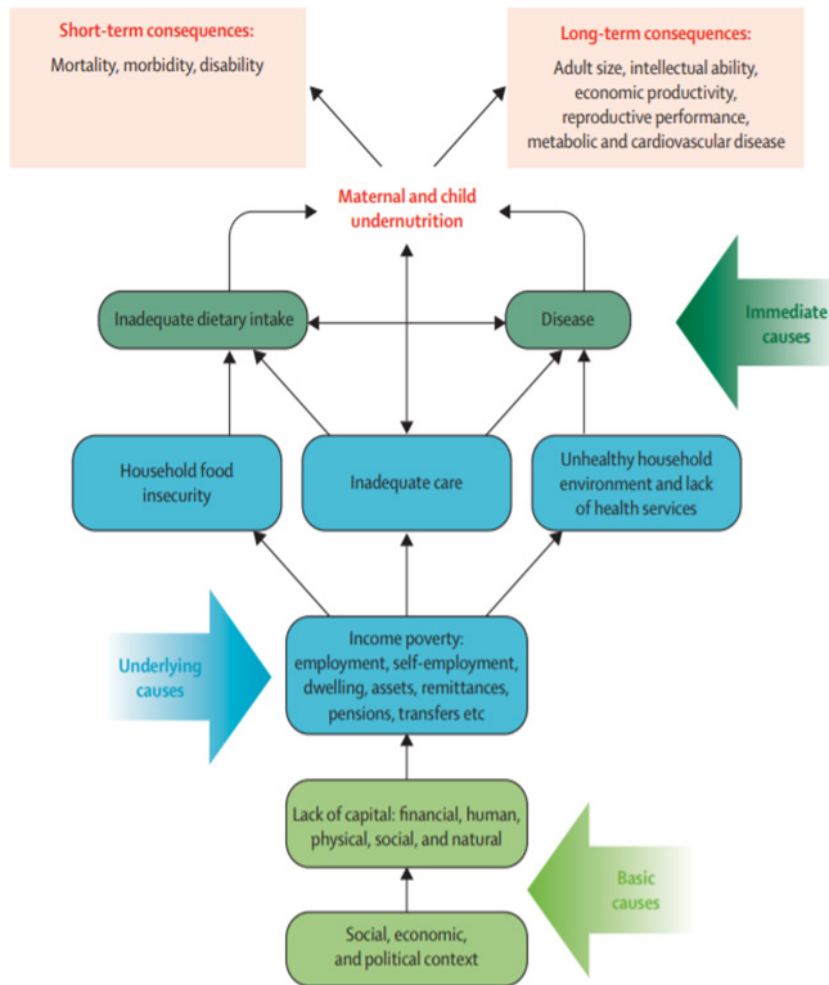 Short-term consequences:
Mortality, morbidity, disability
Long-term consequences:
Adult size, intellectual ability,
economic productivity,
reproductive performance,
metabolic and cardiovascular disease
Maternal and child
undernutrition
Inadequate dietary intake
Disease
Immediate
causes
Household food
insecurity
Inadequate care
Unhealthy household
environment and lack
of health services
Underlying
causes
Income poverty:
employment, self-employment,
dwelling, assets, remittances,
pensions, transfers etc
Lack of capital: financial, human,
physical, social, and natural
Basic
causes
Social, economic,
and political context